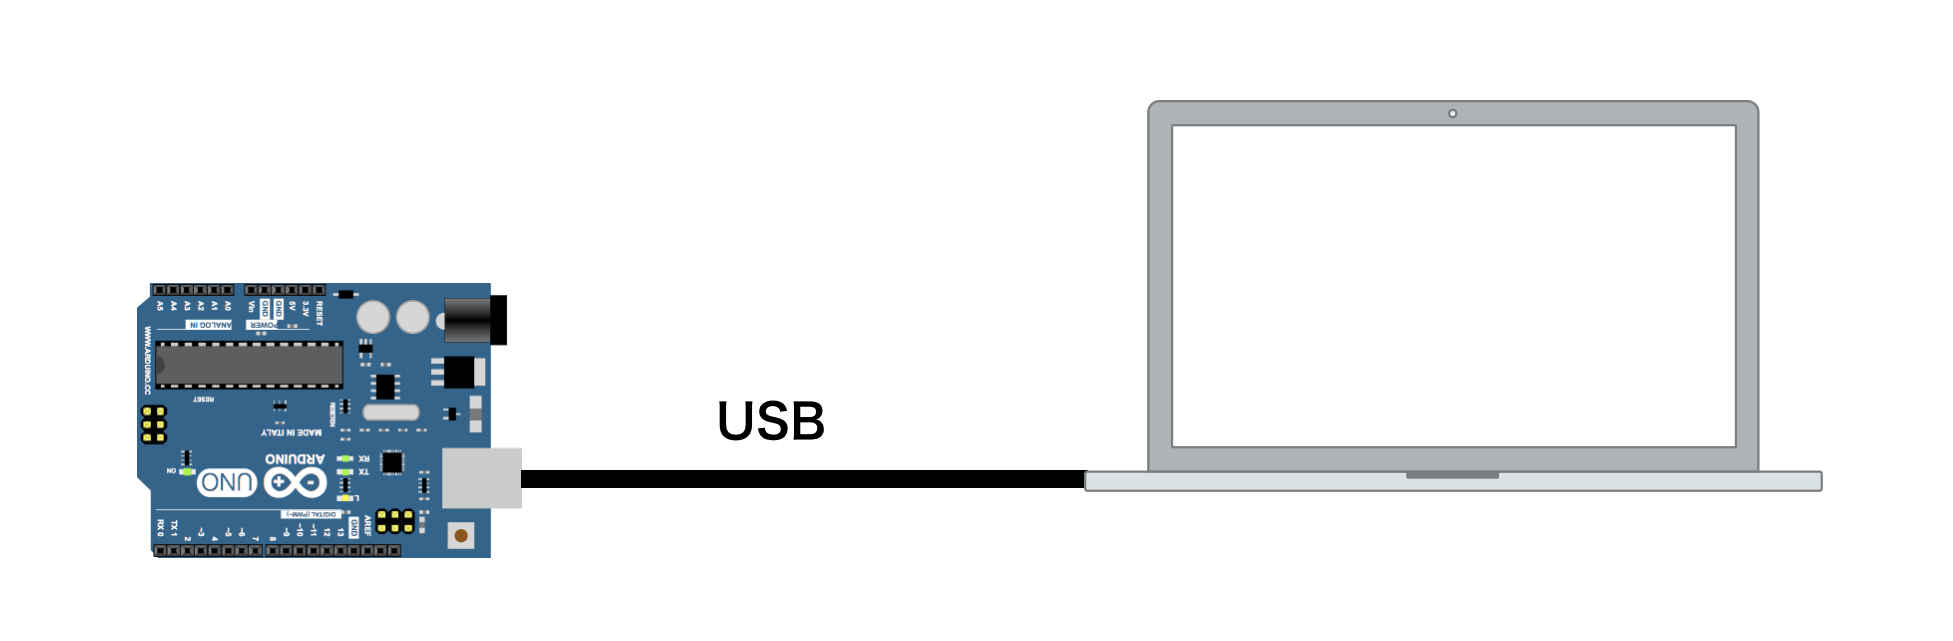 USB
A5 A4 A3 A2 A1 A0 Vin GND GND 5V 3.3V RESET
ANALOG IN POWER
WWW.ARDUINO.CC
RESET
MADE IN ITALY
ARDUINO
RX
TX
ON
UNO
L
DIGITAL (PWM~)
RX 0 TX 1 2 ~3 4 ~5 ~6 7 8 ~9 ~10 ~11 12 13 GND AREF